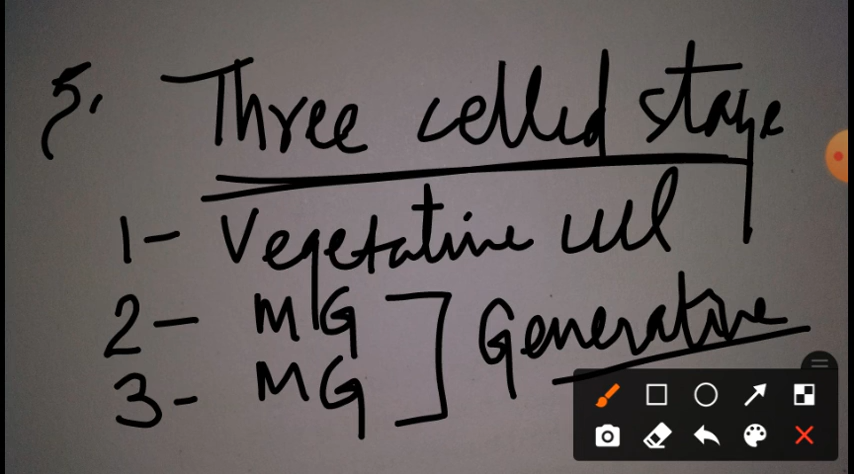 5. Three celled stage
1- Vegetative cell
2- MG
3- MG ] Generative